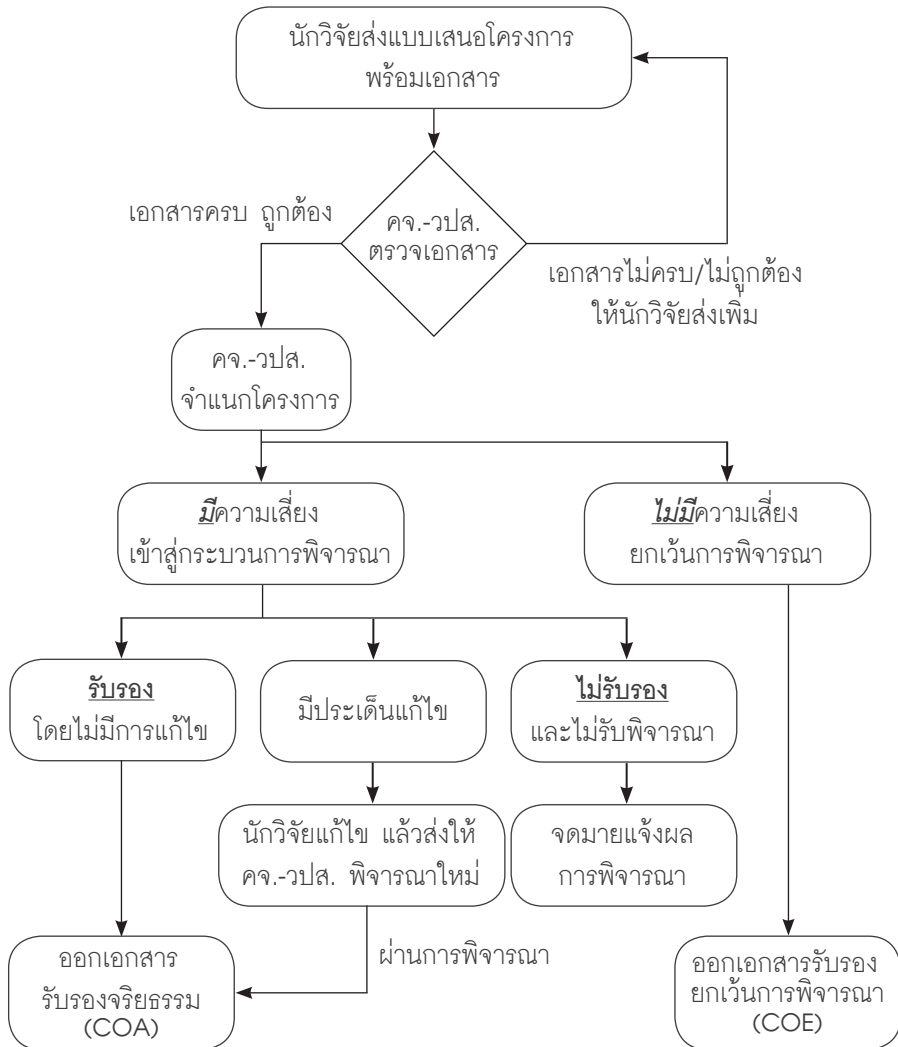 นักวิจัยส่งแบบเสนอโครงการ
พร้อมเอกสาร
เอกสารครบ ถูกต้อง
คจ.-วปส.
ตรวจเอกสาร
เอกสารไม่ครบ/ไม่ถูกต้อง
ให้นักวิจัยส่งเพิ่ม
คจ.-วปส.
จำแนกโครงการ
มีความเสี่ยง
เข้าสู่กระบวนการพิจารณา
ไม่มีความเสี่ยง
ยกเว้นการพิจารณา
รับรอง
โดยไม่มีการแก้ไข
มีประเด็นแก้ไข
ไม่รับรอง
และไม่รับพิจารณา
นักวิจัยแก้ไข แล้วส่งให้
คจ.-วปส. พิจารณาใหม่
จดมายแจ้งผล
การพิจารณา
ผ่านการพิจารณา
ออกเอกสาร
รับรองจริยธรรม
(COA)
ออกเอกสารรับรอง
ยกเว้นการพิจารณา
(COE)